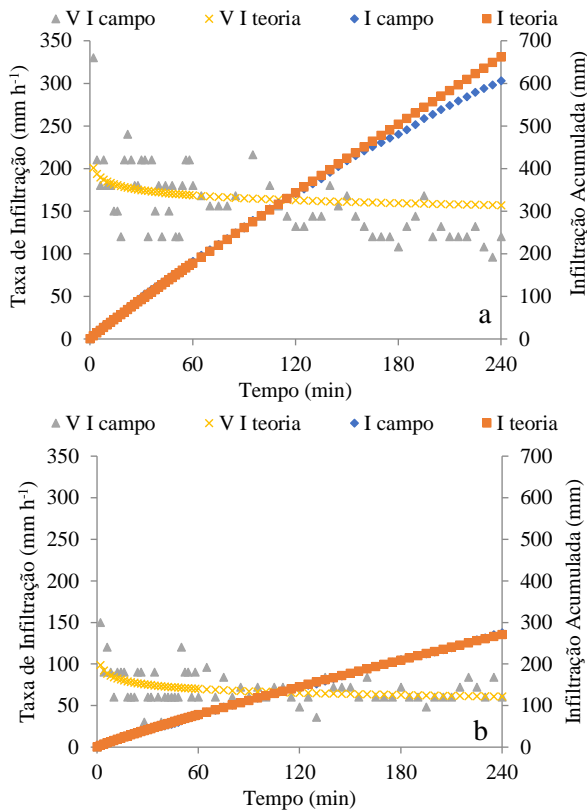 V I campo V I teoria I campo I teoria
Taxa de Infiltração (mm h⁻¹)
350
300
250
200
150
100
50
0
700
600
500
400
300
200
100
0
Infiltração Acumulada (mm)
a
0 60 120 180 240
Tempo (min)
V I campo V I teoria I campo I teoria
Taxa de Infiltração (mm h⁻¹)
350
300
250
200
150
100
50
0
700
600
500
400
300
200
100
0
Infiltração Acumulada (mm)
b
0 60 120 180 240
Tempo (min)